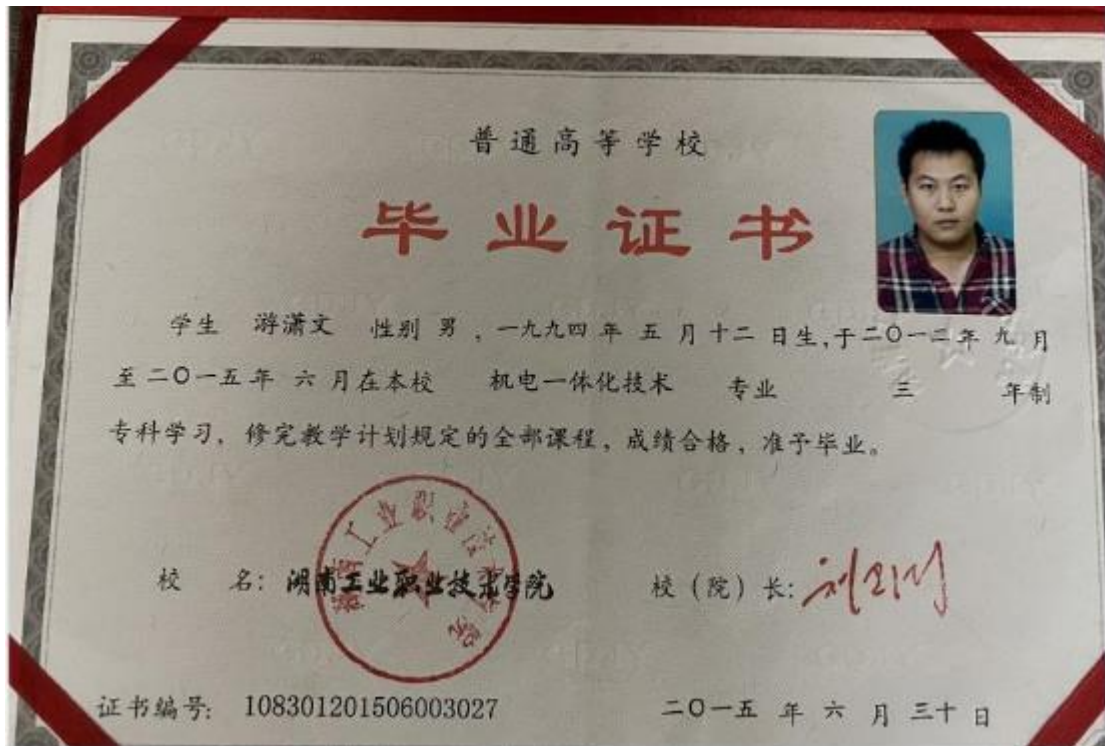 普通高等学校
毕业证书
学生 游潇文 性别 男，一九九四年 五 月 十二 日生，于二〇一二年 九 月
至二〇一五年 六 月在本校 机电一体化技术 专业 三 年制
专科学习，修完教学计划规定的全部课程，成绩合格，准予毕业。
校 名：湖南工业职业技术学院
校（院）长：
证书编号：108301201506003027
二〇一五 年 六 月 三十 日